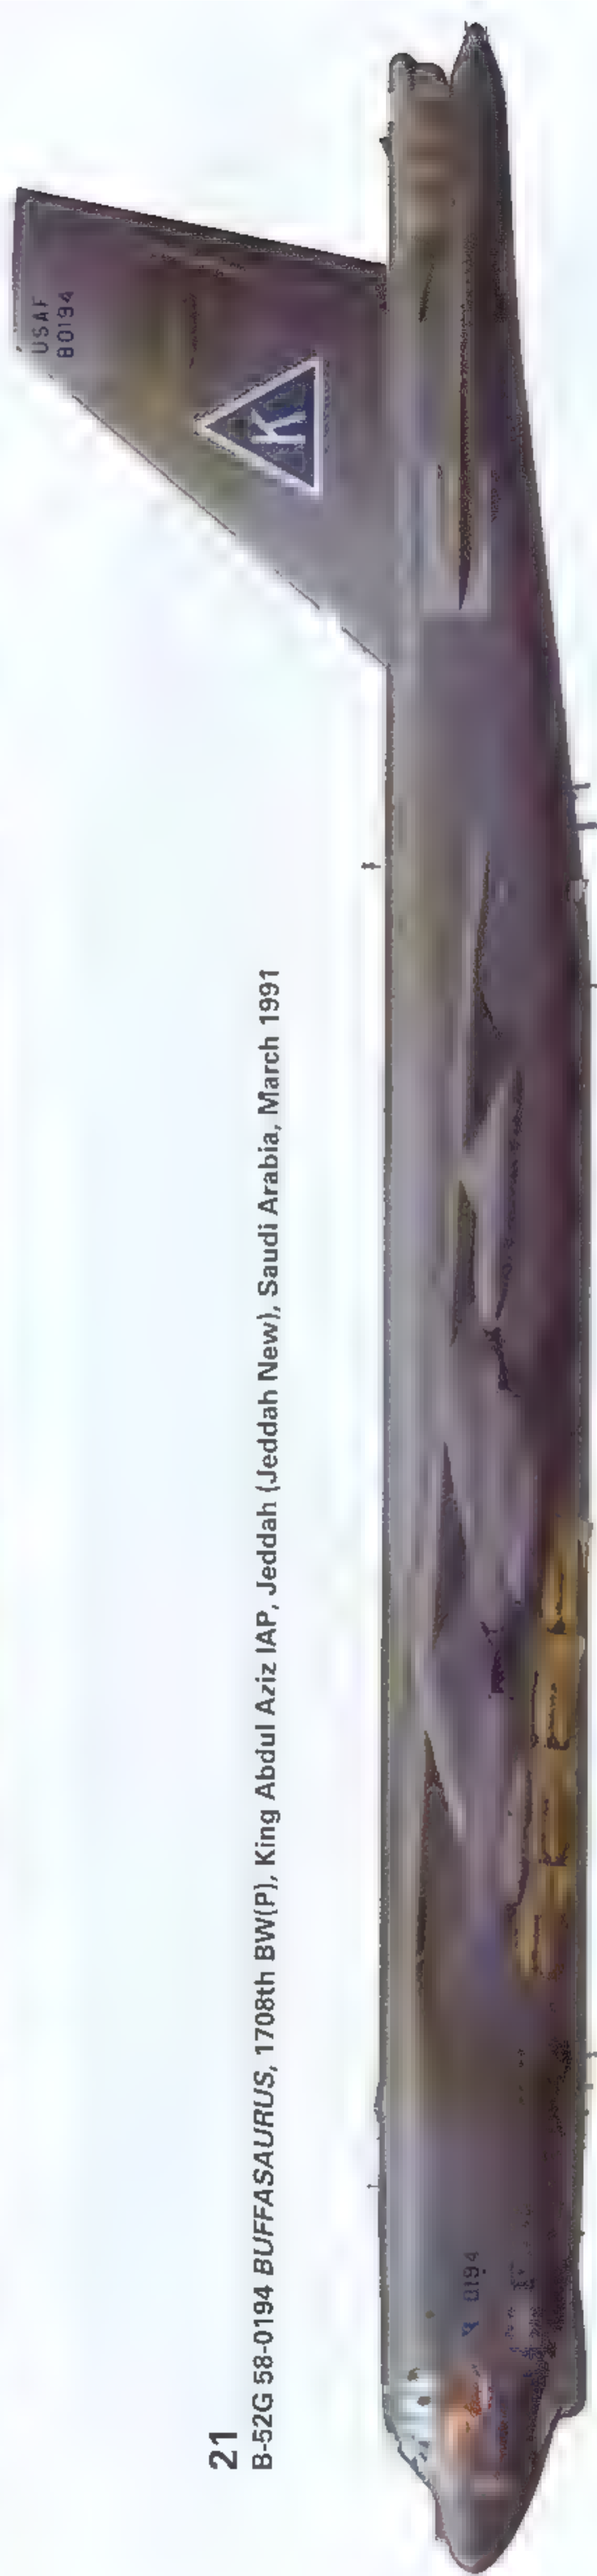 21
B-52G 58-0194 BUFFASAURUS, 1708th BW(P), King Abdul Aziz IAP, Jeddah (Jeddah New), Saudi Arabia, March 1991
USAF
80194
K
0194